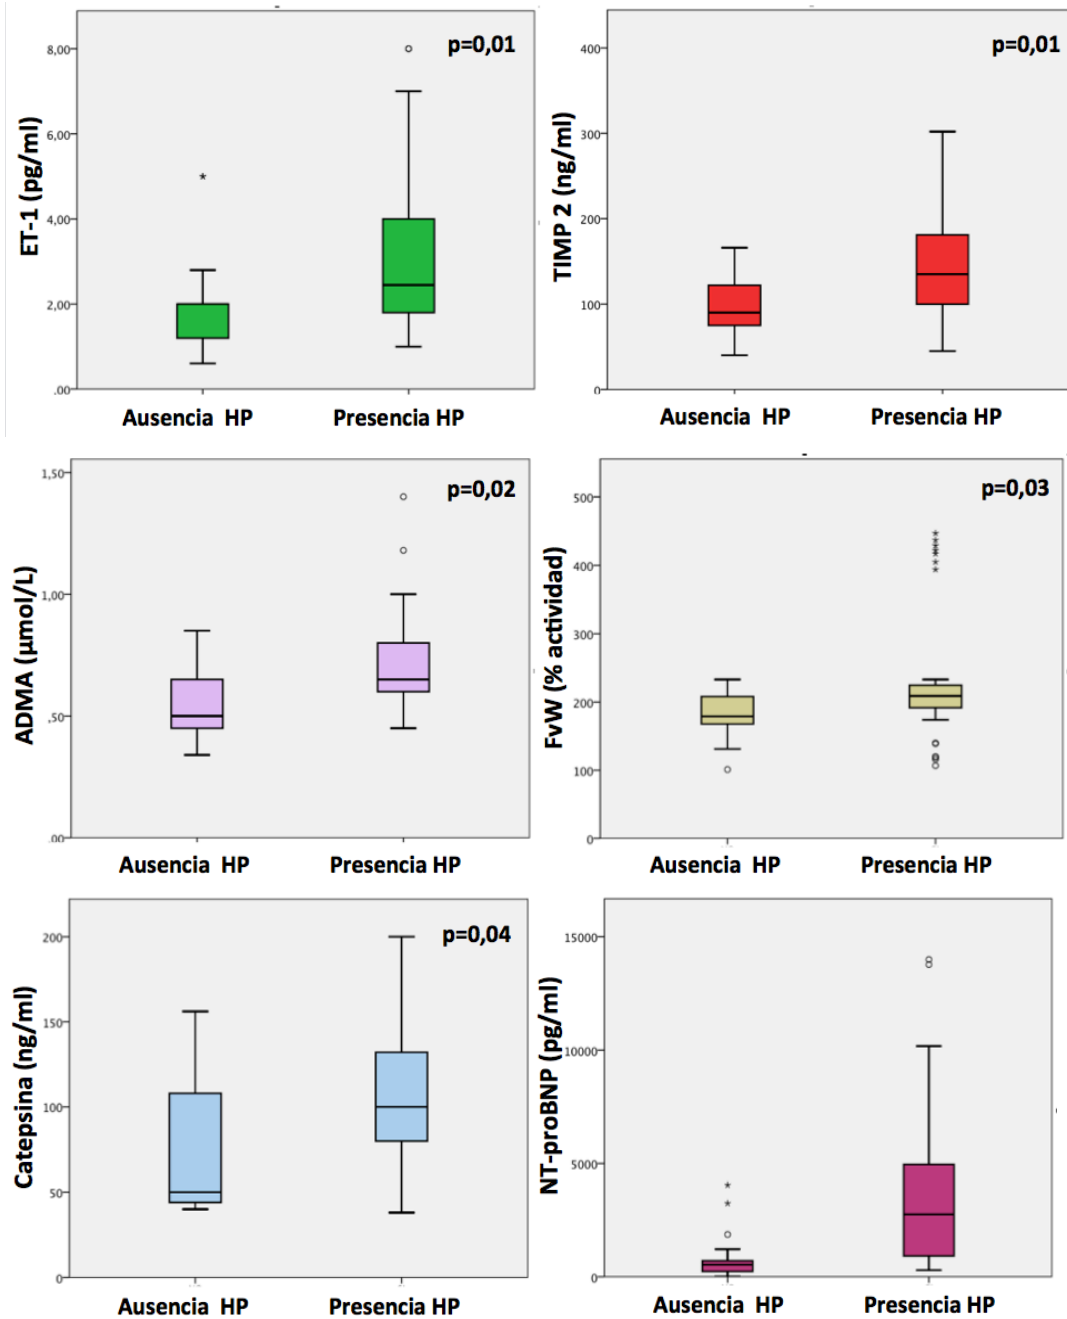 p=0,01
ET-1 (pg/ml)
8,00
6,00
4,00
2,00
,00
Ausencia HP
Presencia HP
p=0,01
TIMP 2 (ng/ml)
400
300
200
100
0
Ausencia HP
Presencia HP
p=0,02
ADMA (µmol/L)
1,50
1,00
,50
,00
Ausencia HP
Presencia HP
p=0,03
FvW (% actividad)
500
400
300
200
100
0
Ausencia HP
Presencia HP
p=0,04
Catepsina (ng/ml)
200
150
100
50
0
Ausencia HP
Presencia HP
NT-proBNP (pg/ml)
15000
10000
5000
0
Ausencia HP
Presencia HP